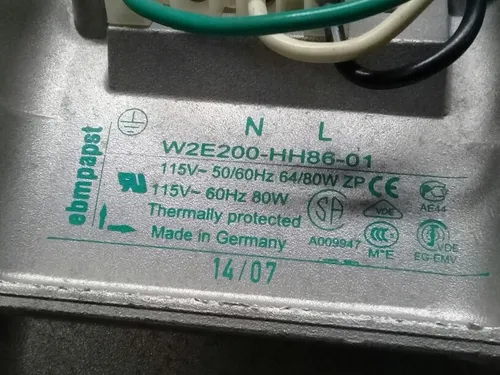 N L
ebmpapst
W2E200-HH86-01
115V~ 50/60Hz 64/80W ZP CE
115V~ 60Hz 80W
Thermally protected
Made in Germany
SA
A009947
VDE
AE44
M°E
VDE
EG-EMV
14/07